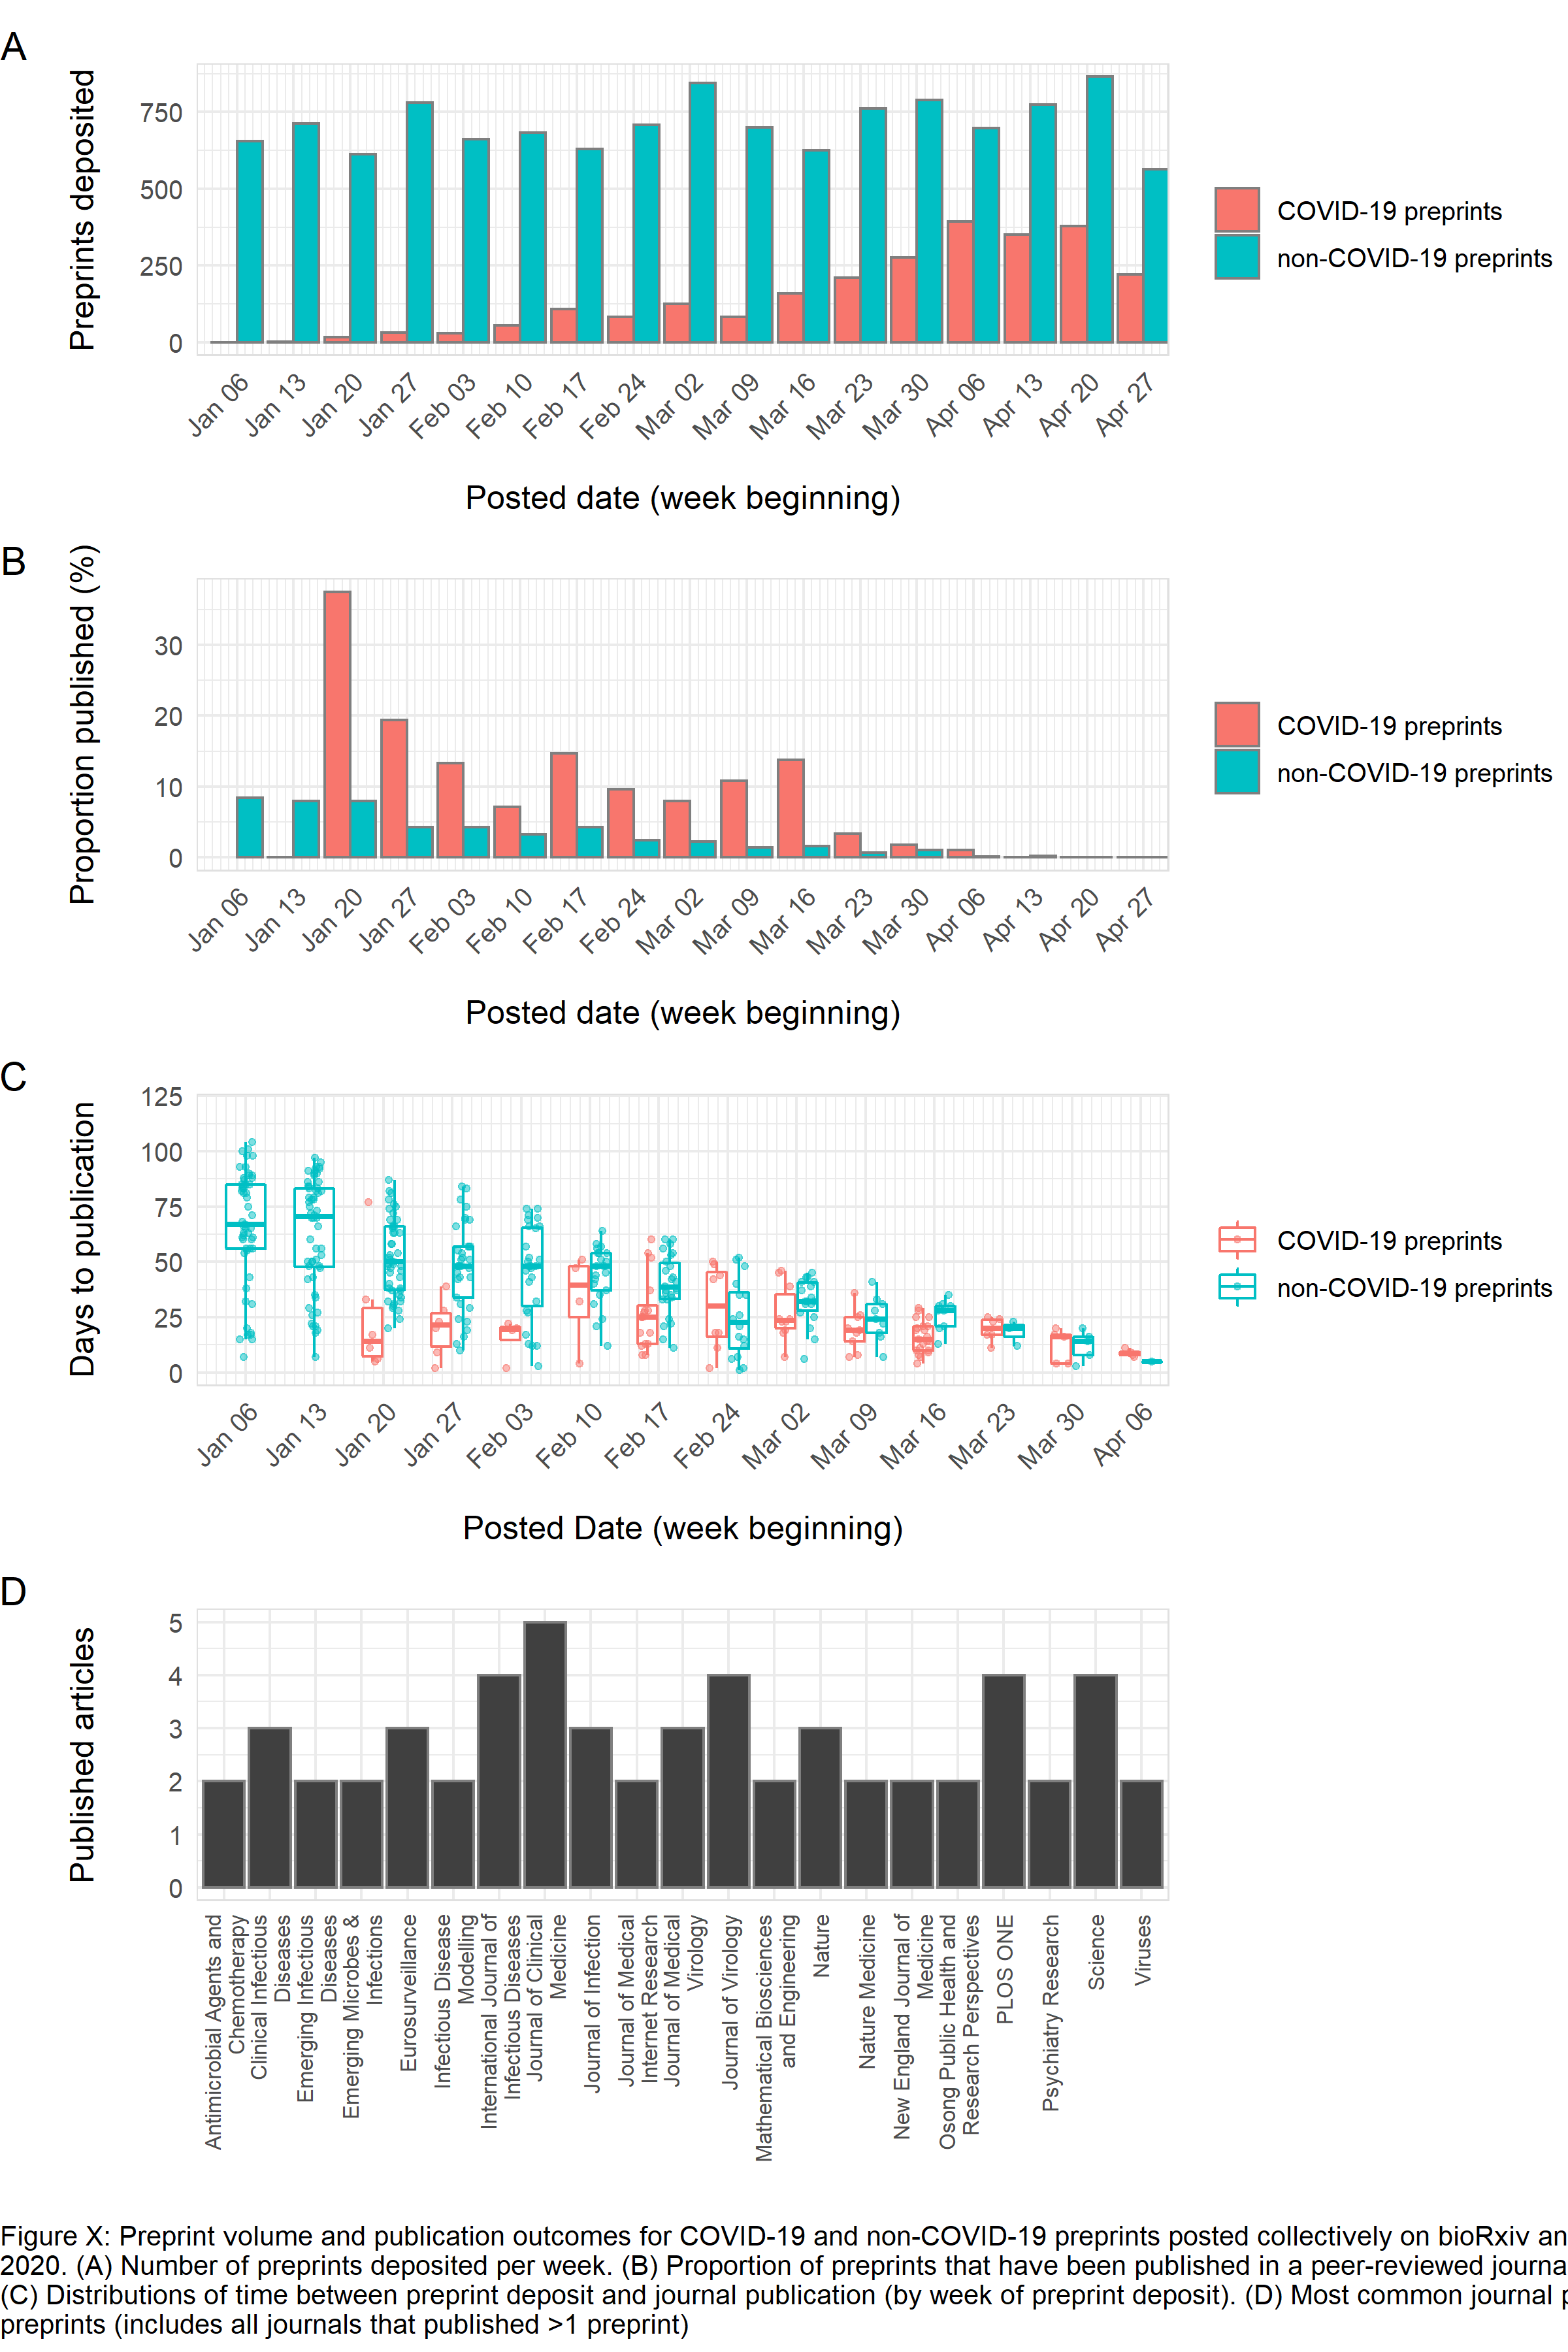 A
Preprints deposited
750
500
250
0
Jan 06
Jan 13
Jan 20
Jan 27
Feb 03
Feb 10
Feb 17
Feb 24
Mar 02
Mar 09
Mar 16
Mar 23
Mar 30
Apr 06
Apr 13
Apr 20
Apr 27
Posted date (week beginning)
COVID-19 preprints
non-COVID-19 preprints
B
Proportion published (%)
30
20
10
0
Jan 06
Jan 13
Jan 20
Jan 27
Feb 03
Feb 10
Feb 17
Feb 24
Mar 02
Mar 09
Mar 16
Mar 23
Mar 30
Apr 06
Apr 13
Apr 20
Apr 27
Posted date (week beginning)
COVID-19 preprints
non-COVID-19 preprints
C
Days to publication
125
100
75
50
25
0
Jan 06
Jan 13
Jan 20
Jan 27
Feb 03
Feb 10
Feb 17
Feb 24
Mar 02
Mar 09
Mar 16
Mar 23
Mar 30
Apr 06
Posted Date (week beginning)
COVID-19 preprints
non-COVID-19 preprints
D
Published articles
5
4
3
2
1
0
Antimicrobial Agents and
Chemotherapy
Clinical Infectious
Diseases
Emerging Infectious
Diseases
Emerging Microbes &
Infections
Eurosurveillance
Infectious Disease
Modelling
International Journal of
Infectious Diseases
Journal of Clinical
Medicine
Journal of Infection
Journal of Medical
Internet Research
Journal of Medical
Virology
Journal of Virology
Mathematical Biosciences
and Engineering
Nature
Nature Medicine
New England Journal of
Medicine
Osong Public Health and
Research Perspectives
PLOS ONE
Psychiatry Research
Science
Viruses
Figure X: Preprint volume and publication outcomes for COVID-19 and non-COVID-19 preprints posted collectively on bioRxiv an
2020. (A) Number of preprints deposited per week. (B) Proportion of preprints that have been published in a peer-reviewed journa
(C) Distributions of time between preprint deposit and journal publication (by week of preprint deposit). (D) Most common journal p
preprints (includes all journals that published >1 preprint)